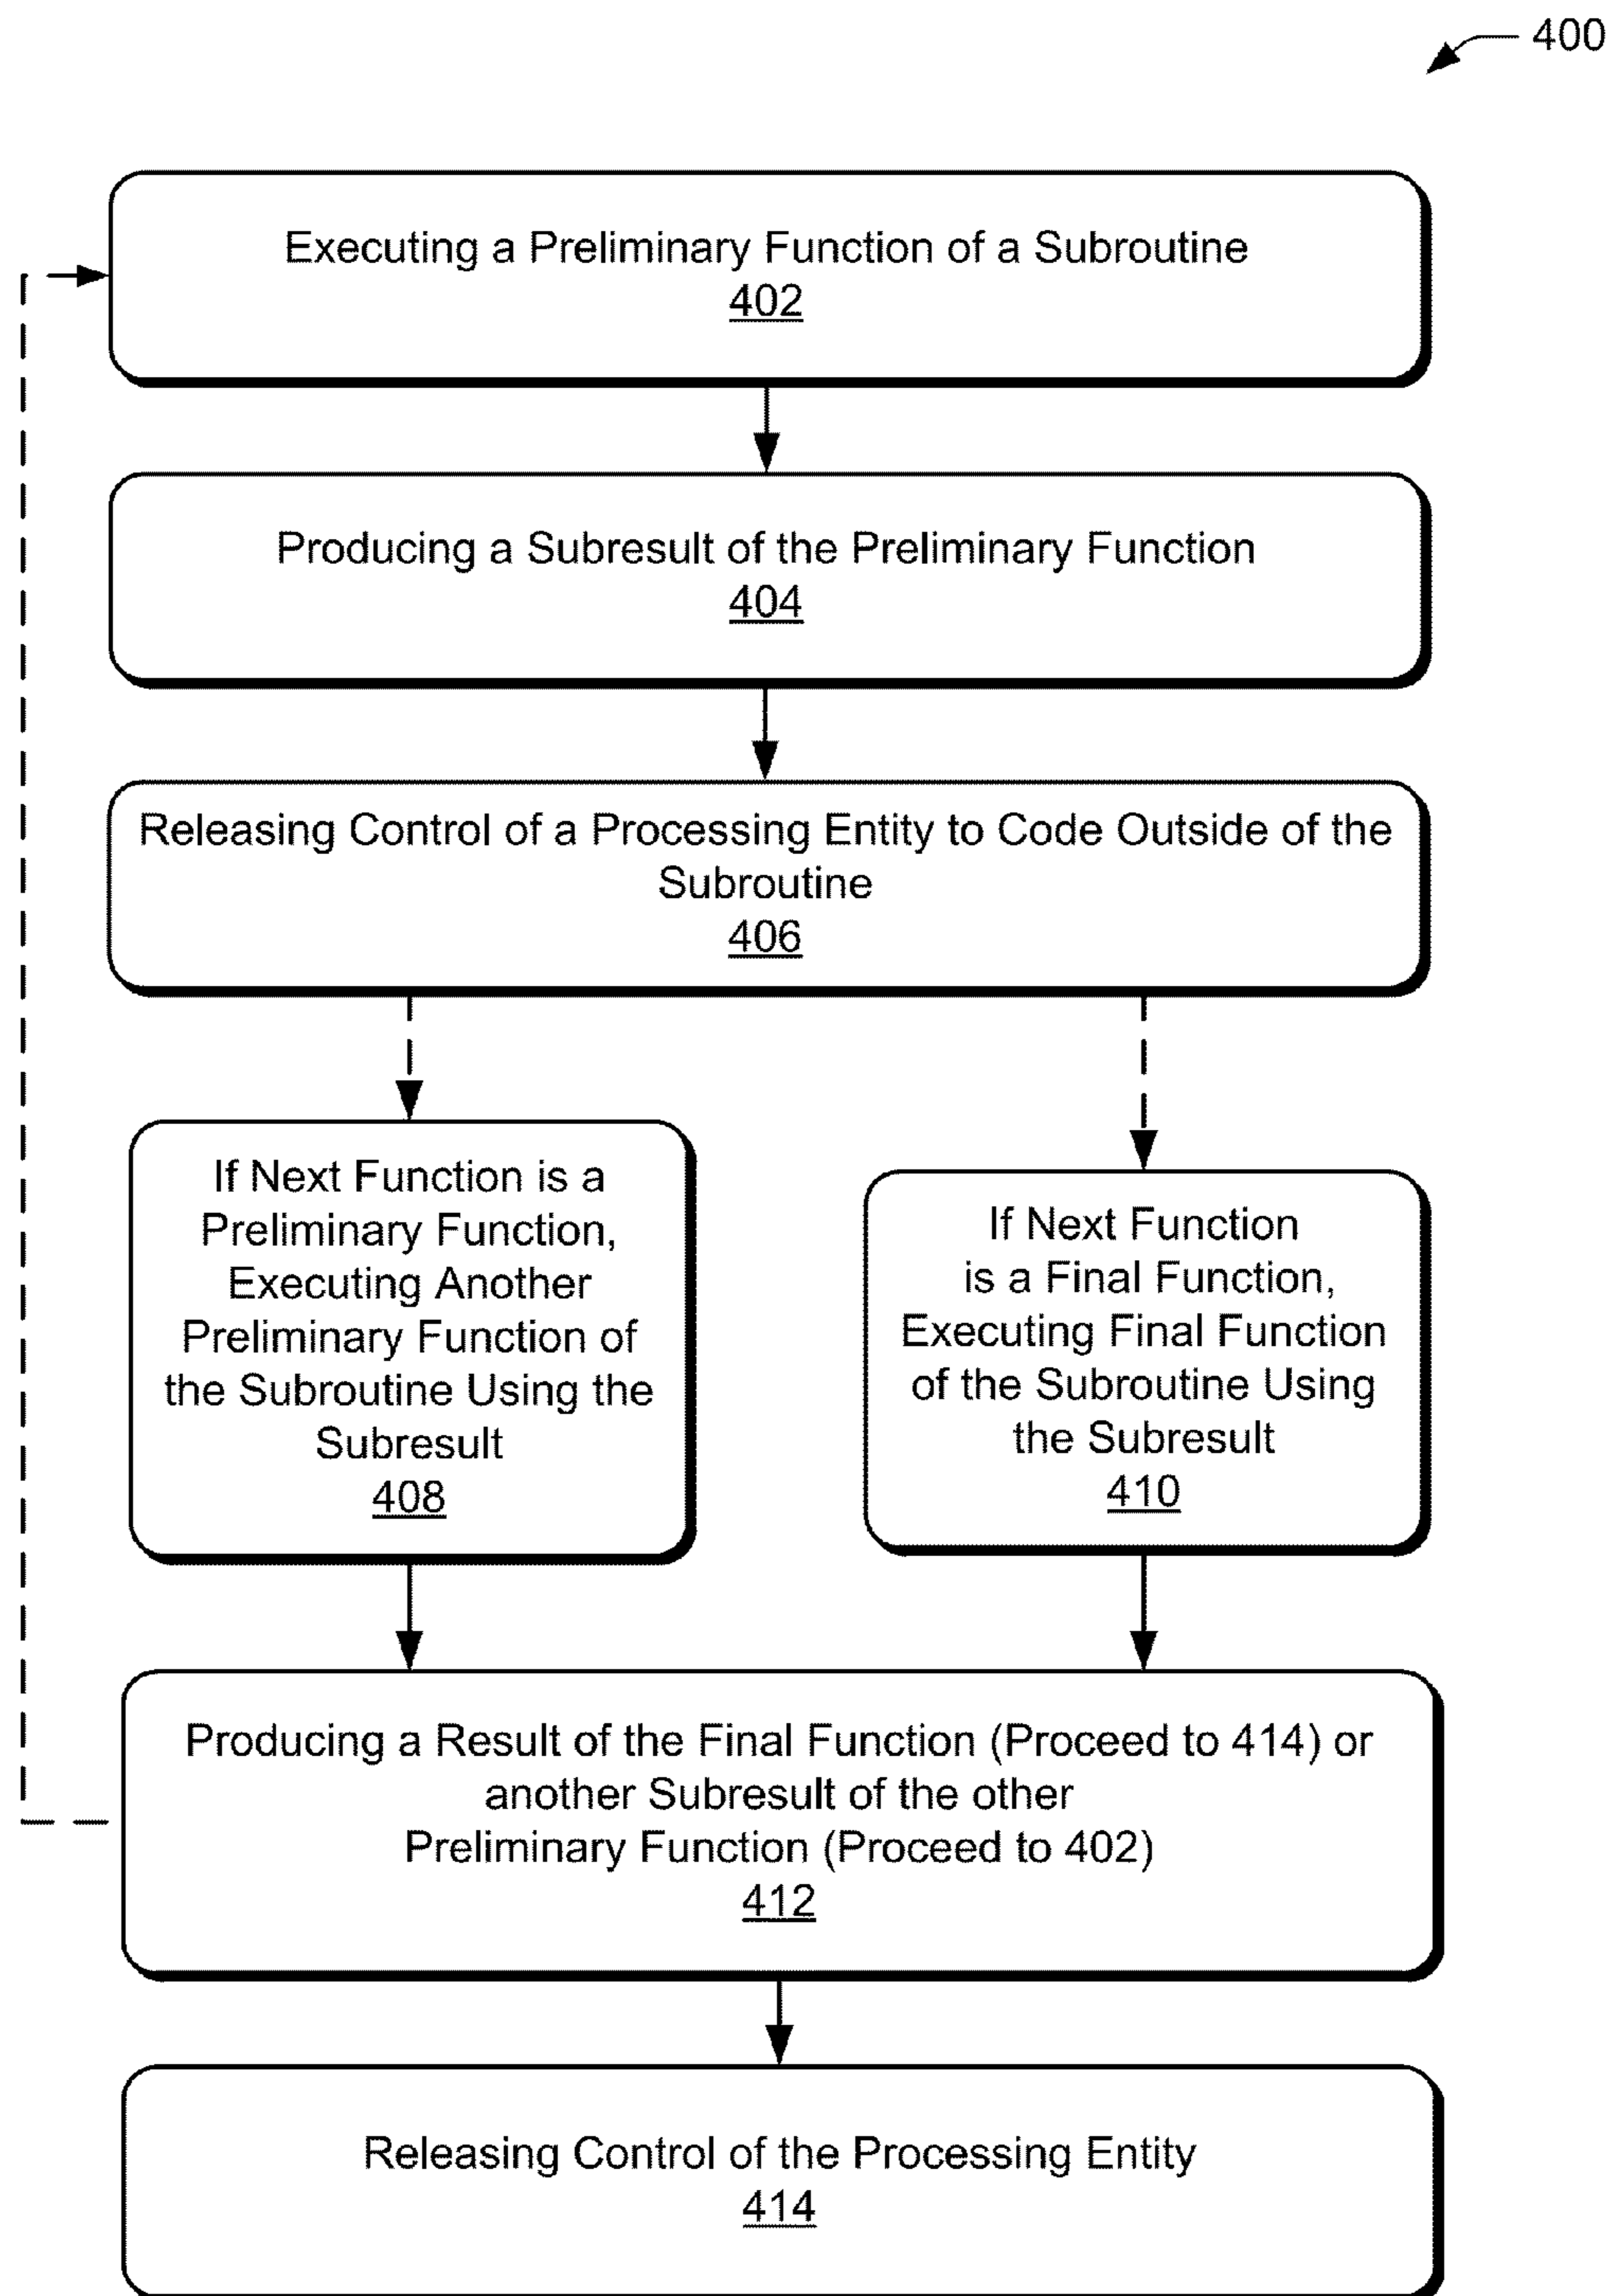 400
Executing a Preliminary Function of a Subroutine
402
Producing a Subresult of the Preliminary Function
404
Releasing Control of a Processing Entity to Code Outside of the
Subroutine
406
If Next Function is a
Preliminary Function,
Executing Another
Preliminary Function of
the Subroutine Using the
Subresult
408
If Next Function
is a Final Function,
Executing Final Function
of the Subroutine Using
the Subresult
410
Producing a Result of the Final Function (Proceed to 414) or
another Subresult of the other
Preliminary Function (Proceed to 402)
412
Releasing Control of the Processing Entity
414